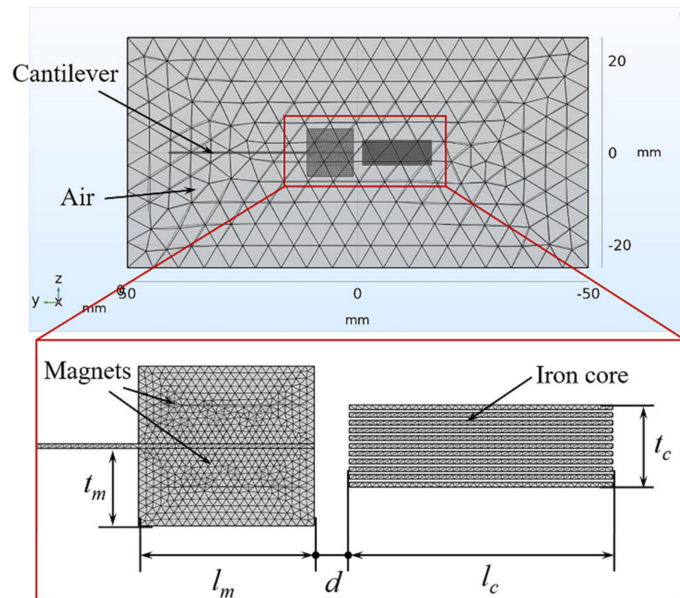 Cantilever
20
0
mm
Air
-20
z
y
x
50
0
-50
mm
mm
Magnets
Iron core
t_m
t_c
l_m
d
l_c